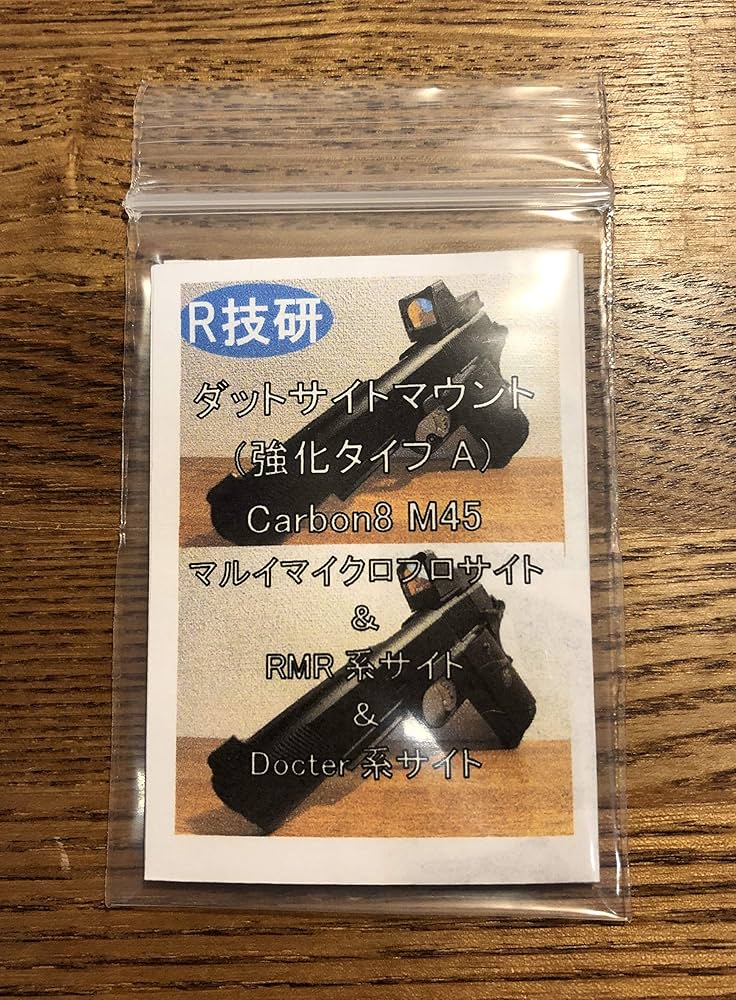 R技研
ダットサイトマウント
(強化タイプ A)
Carbon8 M45
マルイマイクロプロサイト
&
RMR 系サイト
&
Docter 系サイト